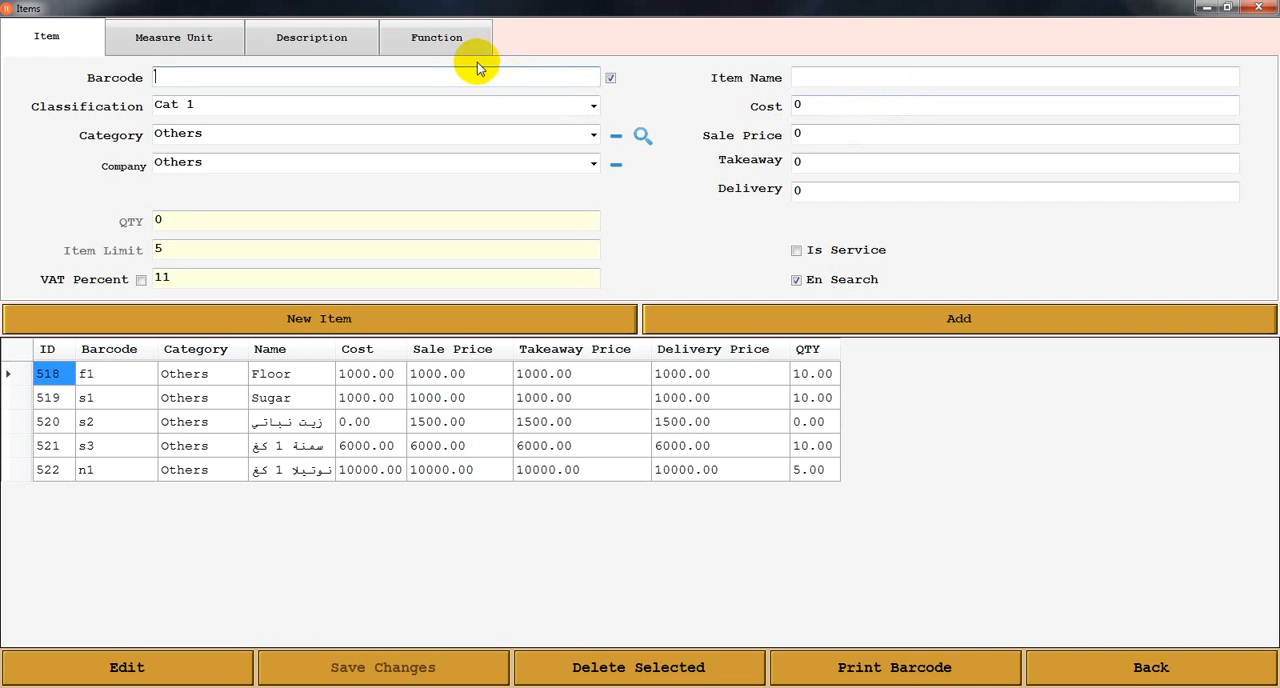 Items
Item Measure Unit Description Function
Barcode Item Name
Classification Cat 1 Cost 0
Category Others Sale Price 0
Company Others Takeaway 0
Delivery 0
QTY 0
Item Limit 5 Is Service
VAT Percent 11 En Search
New Item Add
ID Barcode Category Name Cost Sale Price Takeaway Price Delivery Price QTY
518 f1 Others Floor 1000.00 1000.00 1000.00 1000.00 10.00
519 s1 Others Sugar 1000.00 1000.00 1000.00 1000.00 10.00
520 s2 Others زيت نباتي 0.00 1500.00 1500.00 1500.00 0.00
521 s3 Others سمنة 1 كغ 6000.00 6000.00 6000.00 6000.00 10.00
522 n1 Others نوتيلا 1 كغ 10000.00 10000.00 10000.00 10000.00 5.00
Edit Save Changes Delete Selected Print Barcode Back